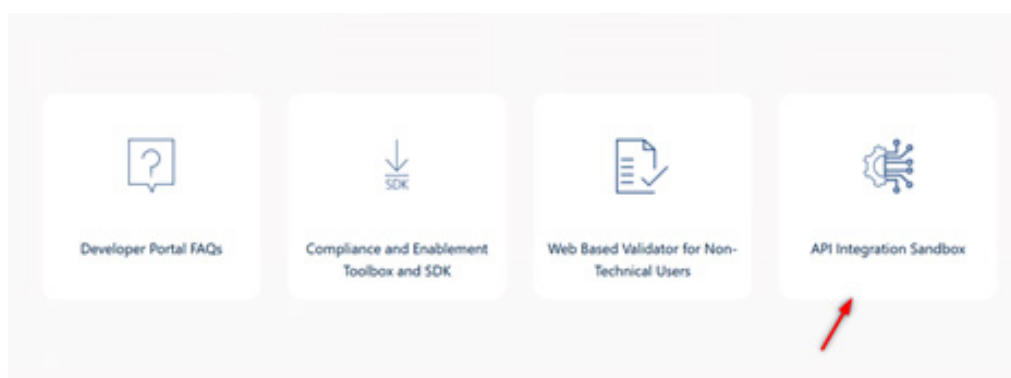 SDK
Developer Portal FAQs
Compliance and Enablement
Toolbox and SDK
Web Based Validator for Non-
Technical Users
API Integration Sandbox